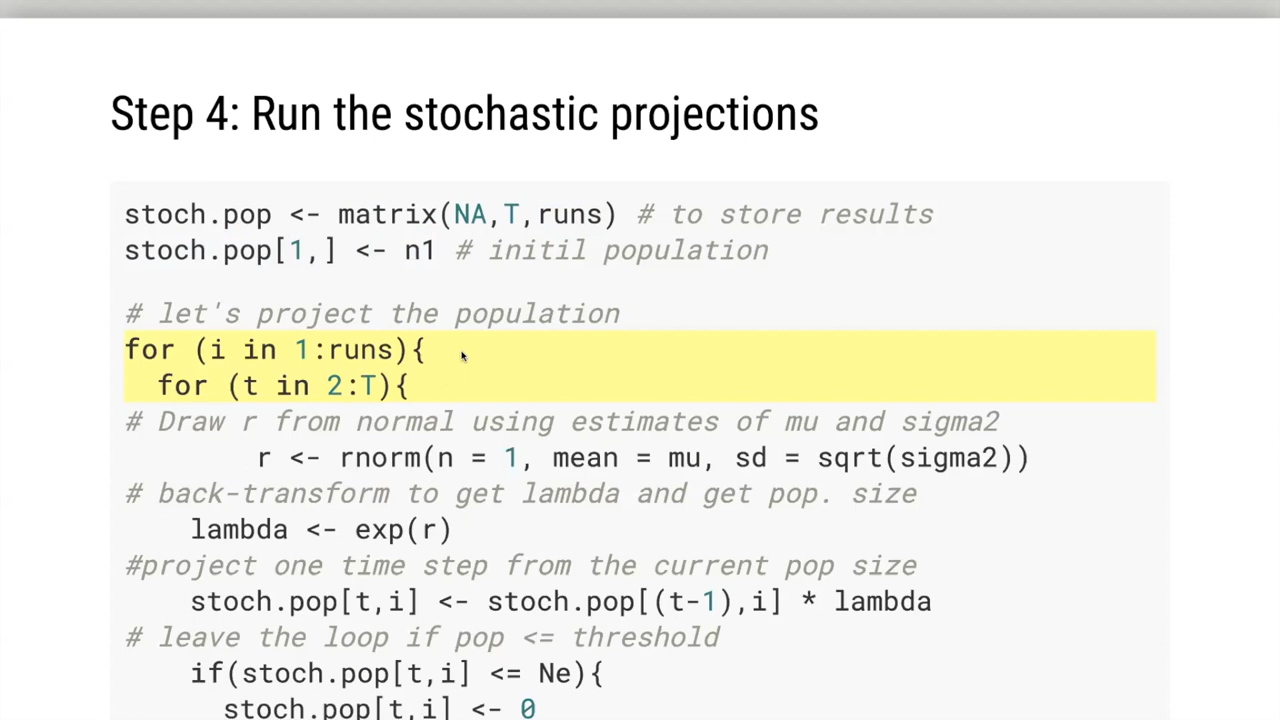 Step 4: Run the stochastic projections
stoch.pop <- matrix(NA,T,runs) # to store results
stoch.pop[1,] <- n1 # initil population
# let's project the population
for (i in 1:runs){
for (t in 2:T){
# Draw r from normal using estimates of mu and sigma2
r <- rnorm(n = 1, mean = mu, sd = sqrt(sigma2))
# back-transform to get lambda and get pop. size
lambda <- exp(r)
#project one time step from the current pop size
stoch.pop[t,i] <- stoch.pop[(t-1),i] * lambda
# leave the loop if pop <= threshold
if(stoch.pop[t,i] <= Ne){
stoch.pop[t,i] <- 0